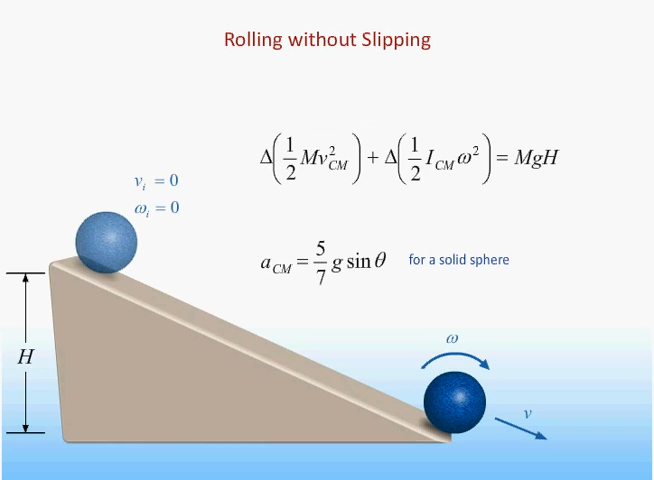 Rolling without Slipping
Δ(1/2 Mv²_CM) + Δ(1/2 I_CM ω²) = MgH
v_i = 0
ω_i = 0
a_CM = 5/7 g sin θ for a solid sphere
ω
H
v